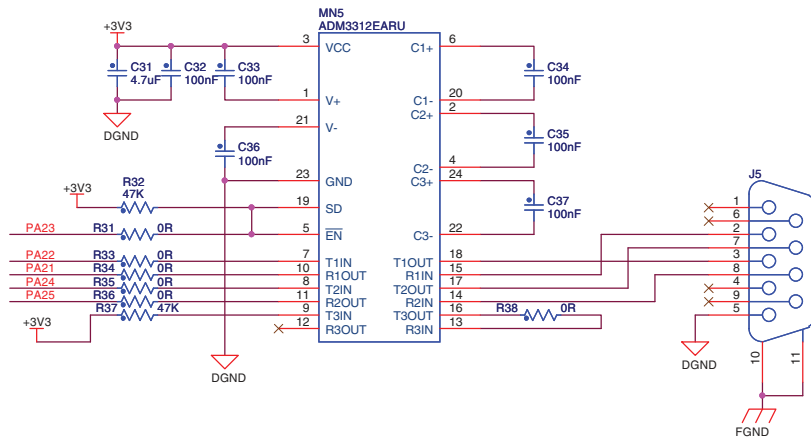 MN5
ADM3312EARU
+3V3
3 VCC C1+ 6
C31 C32 C33
4.7uF 100nF 100nF
C34
100nF
1 V+ C1- 20
C2+ 2
DGND
21 V-
C36
100nF
C35
100nF
C2- 4
23 GND C3+ 24
R32
47K
+3V3
19 SD
C37
100nF
PA23 R31 0R 5 EN C3- 22
PA22 R33 0R 7 T1IN T1OUT 18
PA21 R34 0R 10 R1OUT R1IN 15
PA24 R35 0R 8 T2IN T2OUT 17
PA25 R36 0R 11 R2OUT R2IN 14
R37 47K 9 T3IN T3OUT 16 R38 0R
+3V3
12 R3OUT R3IN 13
DGND
J5
1
6
2
7
3
8
4
9
5
DGND
10
11
FGND